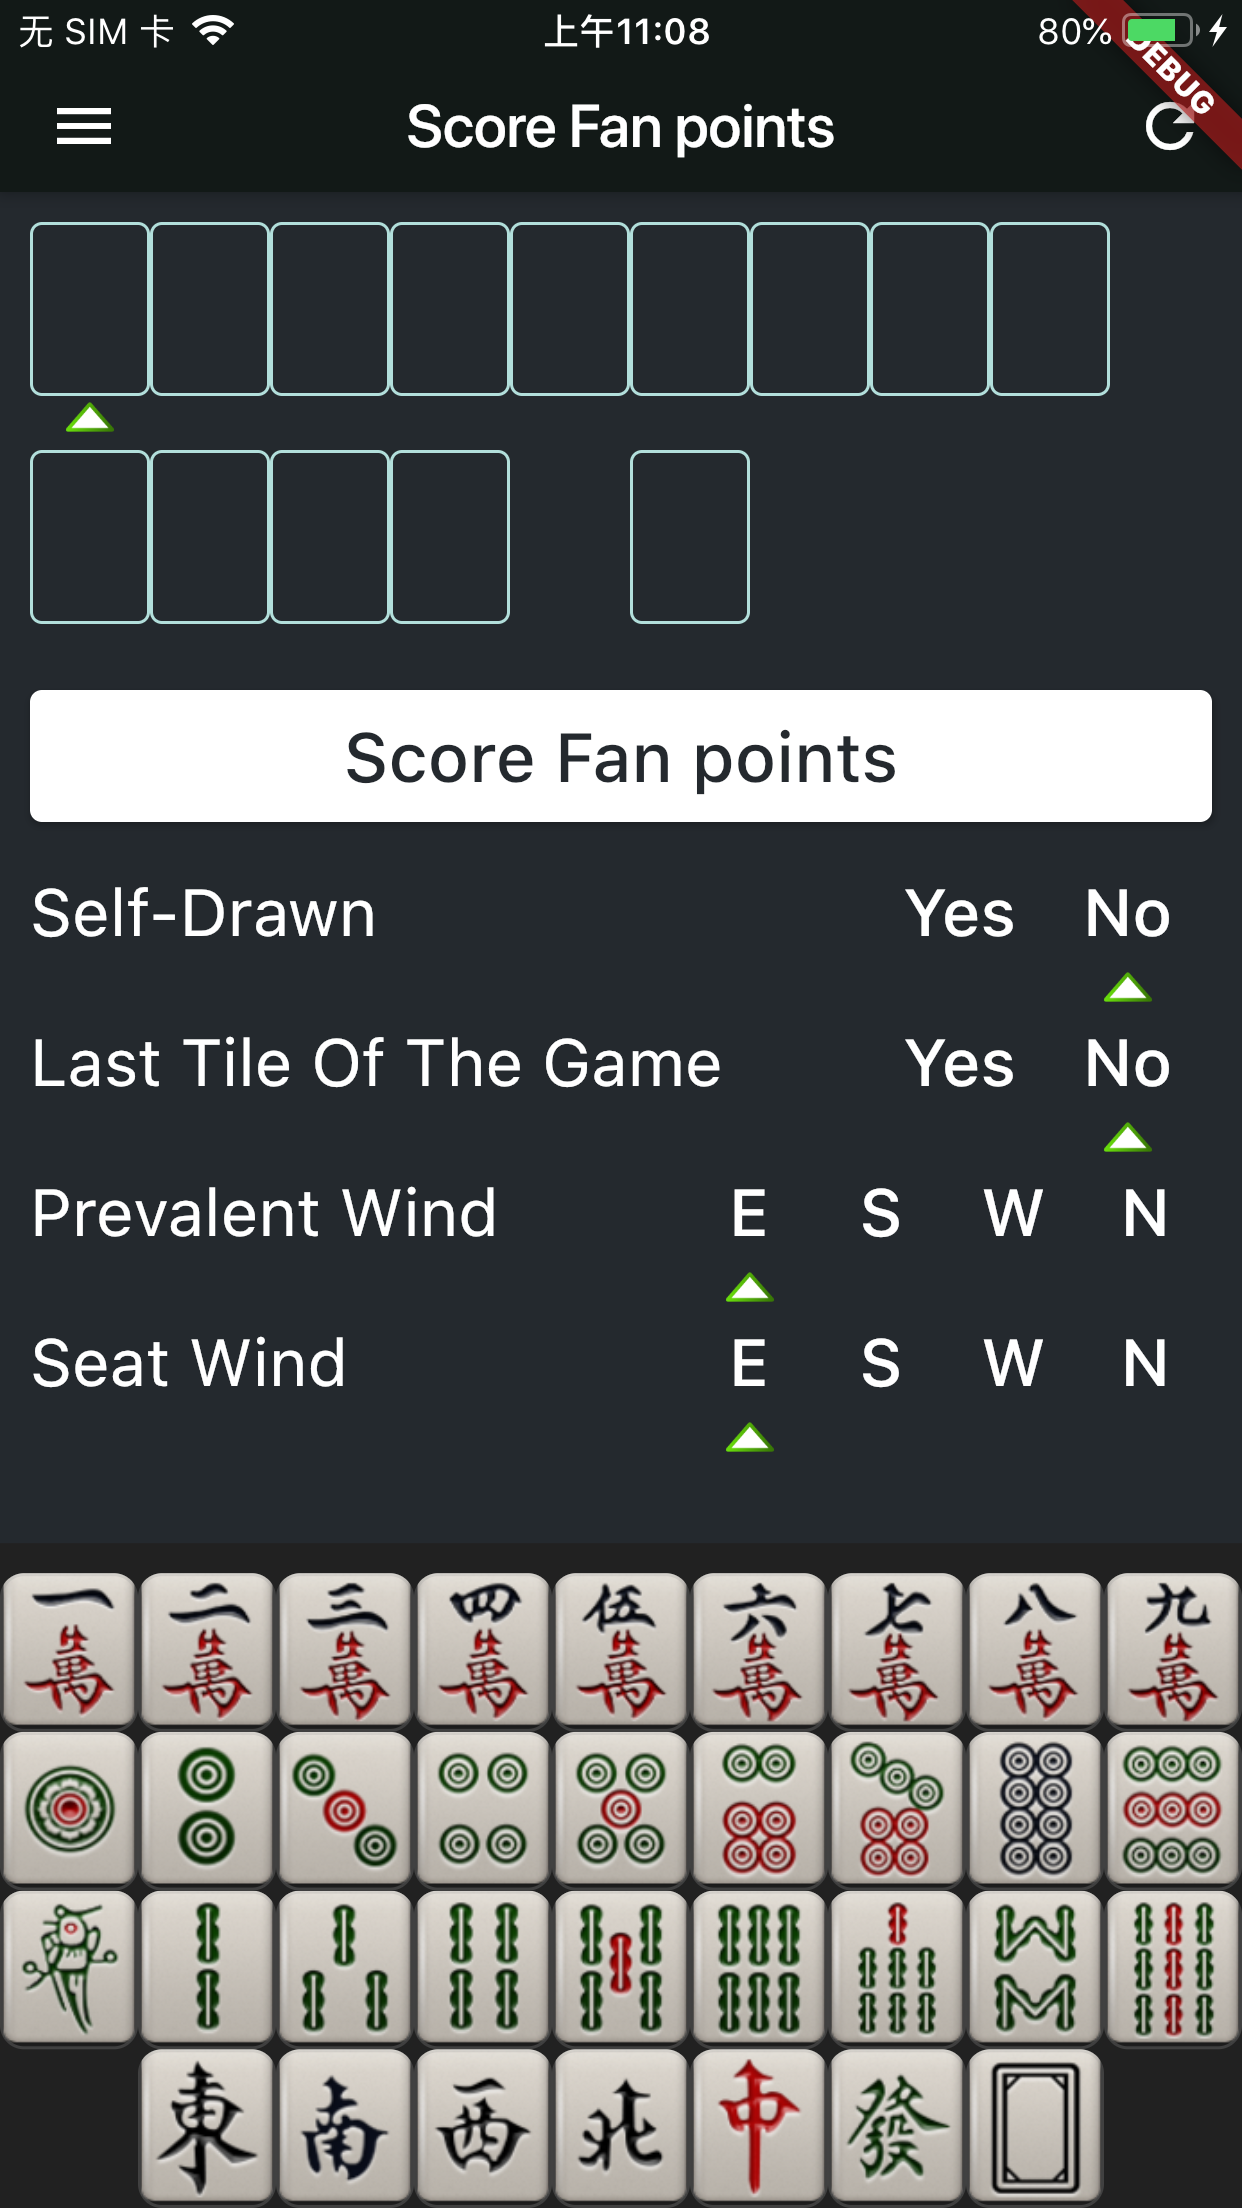 无 SIM 卡 上午11:08 80%
DEBUG
Score Fan points
Score Fan points
Self-Drawn Yes No
Last Tile Of The Game Yes No
Prevalent Wind E S W N
Seat Wind E S W N
一萬 二萬 三萬 四萬 伍萬 六萬 七萬 八萬 九萬
東 南 西 北 中 發